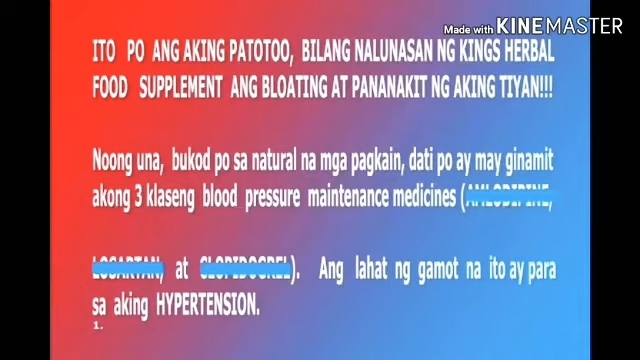 Made with KINEMASTER
ITO PO ANG AKING PATOTOO, BILANG NALUNASAN NG KINGS HERBAL
FOOD SUPPLEMENT ANG BLOATING AT PANANAKIT NG AKING TIYAN!!!
Noong una, bukod po sa natural na mga pagkain, dati po ay may ginamit
akong 3 klaseng blood pressure maintenance medicines (AMLODIPINE,
LOSARTAN, at CLOPIDOGREL). Ang lahat ng gamot na ito ay para
sa aking HYPERTENSION.
1.